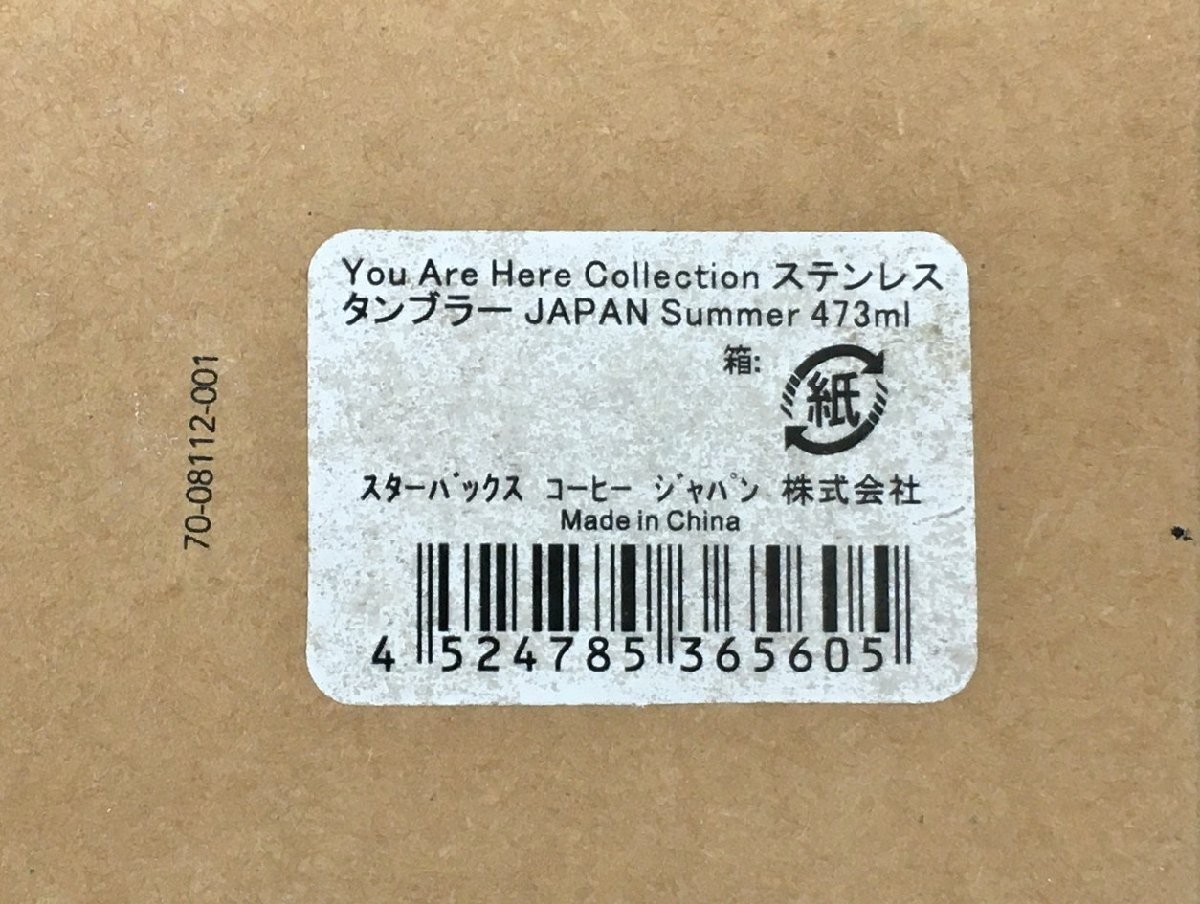 You Are Here Collection ステンレス
タンブラー JAPAN Summer 473ml
箱:
紙
スターバックス コーヒー ジャパン 株式会社
Made in China
4 524785 365605
70-08112-001